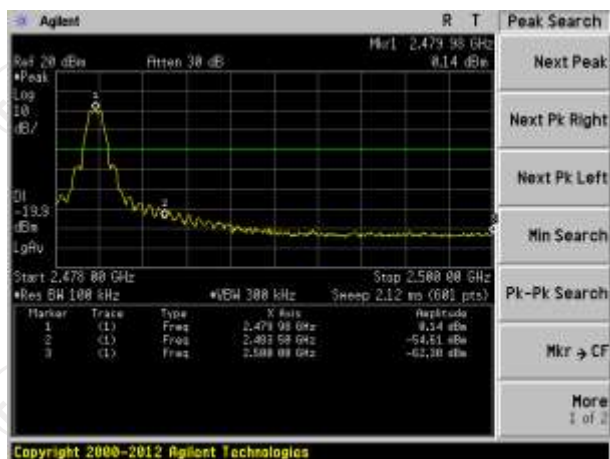 Agilent R T Peak Search
Mkr1 2.479 98 GHz
Ref 20 dBm Atten 30 dB 0.14 dBm
#Peak
Log
10
dB/
1
2
3
DI
-19.9
dBm
LgAv
Start 2.478 00 GHz Stop 2.500 00 GHz
#Res BW 100 kHz #VBW 300 kHz Sweep 2.12 ms (601 pts)
Marker Trace Type X Axis Amplitude
1 (1) Freq 2.479 98 GHz 0.14 dBm
2 (1) Freq 2.483 50 GHz -54.61 dBm
3 (1) Freq 2.500 00 GHz -62.30 dBm
Next Peak
Next Pk Right
Next Pk Left
Min Search
Pk-Pk Search
Mkr → CF
More
1 of 2
Copyright 2000-2012 Agilent Technologies